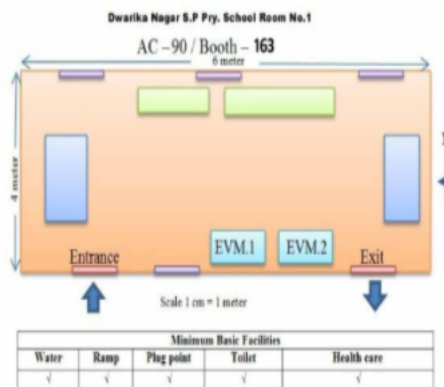 Dwarika Nagar S.P Pry. School Room No.1
AC – 90 / Booth – 163
6 meter
4 meter
EVM.1 EVM.2
Entrance Exit
Scale 1 cm = 1 meter
Minimum Basic Facilities
Water Ramp Plug point Toilet Health care
√ √ √ √ √